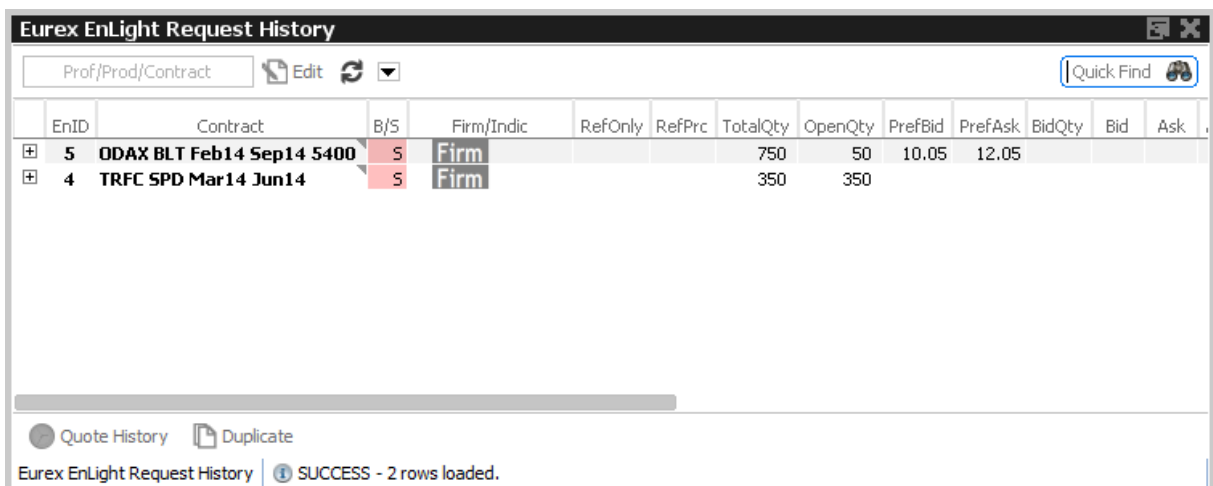 Eurex EnLight Request History
Prof/Prod/Contract Edit Quick Find
EnID Contract B/S Firm/Indic RefOnly RefPrc TotalQty OpenQty PrefBid PrefAsk BidQty Bid Ask
5 ODAX BLT Feb14 Sep14 5400 S Firm 750 50 10.05 12.05
4 TRFC SPD Mar14 Jun14 S Firm 350 350
Quote History Duplicate
Eurex EnLight Request History SUCCESS - 2 rows loaded.